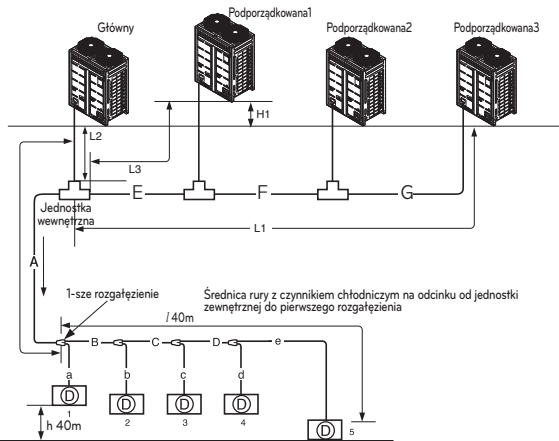 Główny
Podporządkowana1
Podporządkowana2
Podporządkowana3
H1
L2
L3
E
F
G
Jednostka
wewnętrzna
L1
A
1-sze rozgałęzienie
Średnica rury z czynnikiem chłodniczym na odcinku od jednostki
zewnętrznej do pierwszego rozgałęzienia
l 40m
B
C
D
e
a
b
c
d
D
D
D
D
D
1
2
3
4
5
h 40m